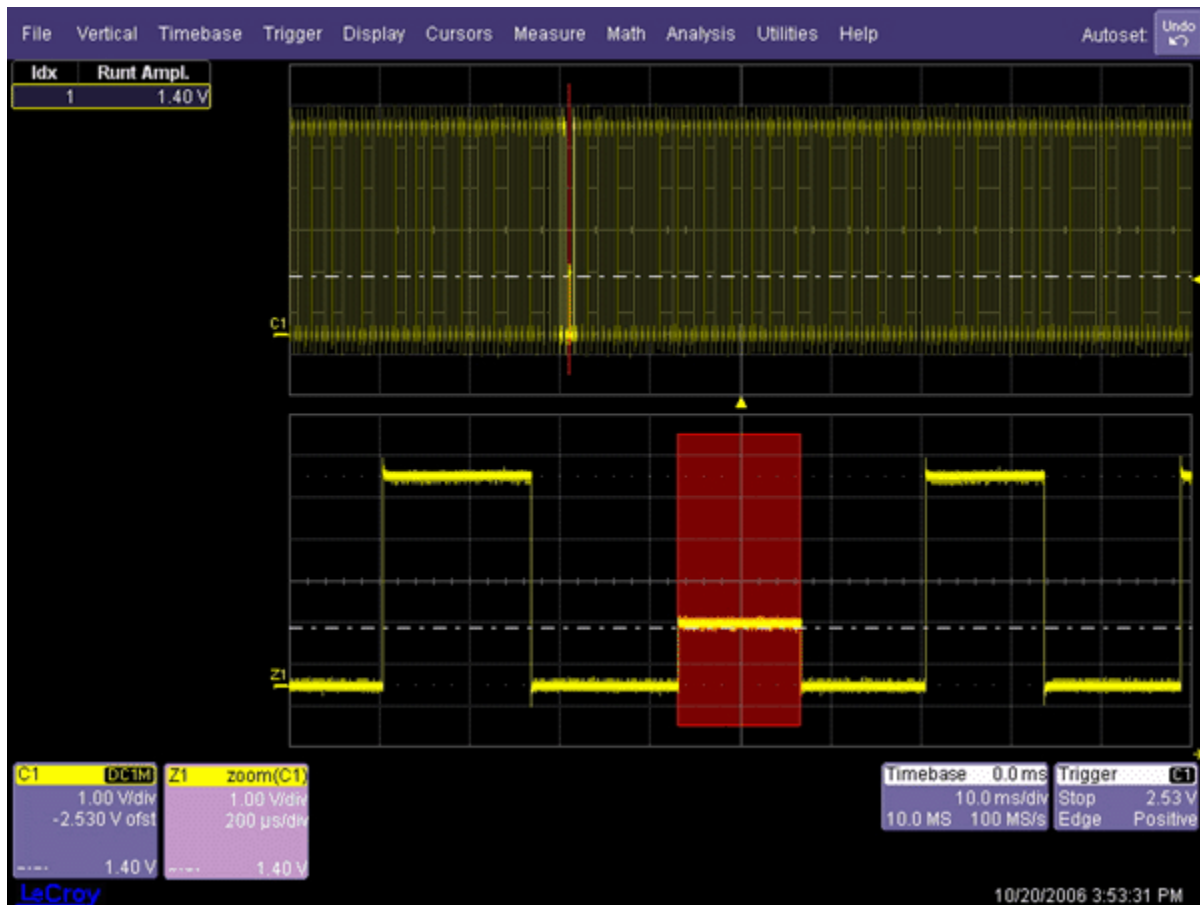 File Vertical Timebase Trigger Display Cursors Measure Math Analysis Utilities Help Autoset Undo
Idx Runt Ampl.
1 1.40 V
C1
Z1
C1 DC1M
1.00 V/div
-2.530 V ofst
1.40 V
Z1 zoom(C1)
1.00 V/div
200 µs/div
1.40 V
Timebase 0.0 ms
10.0 ms/div
10.0 MS 100 MS/s
Trigger C1
Stop 2.53 V
Edge Positive
LeCroy
10/20/2006 3:53:31 PM